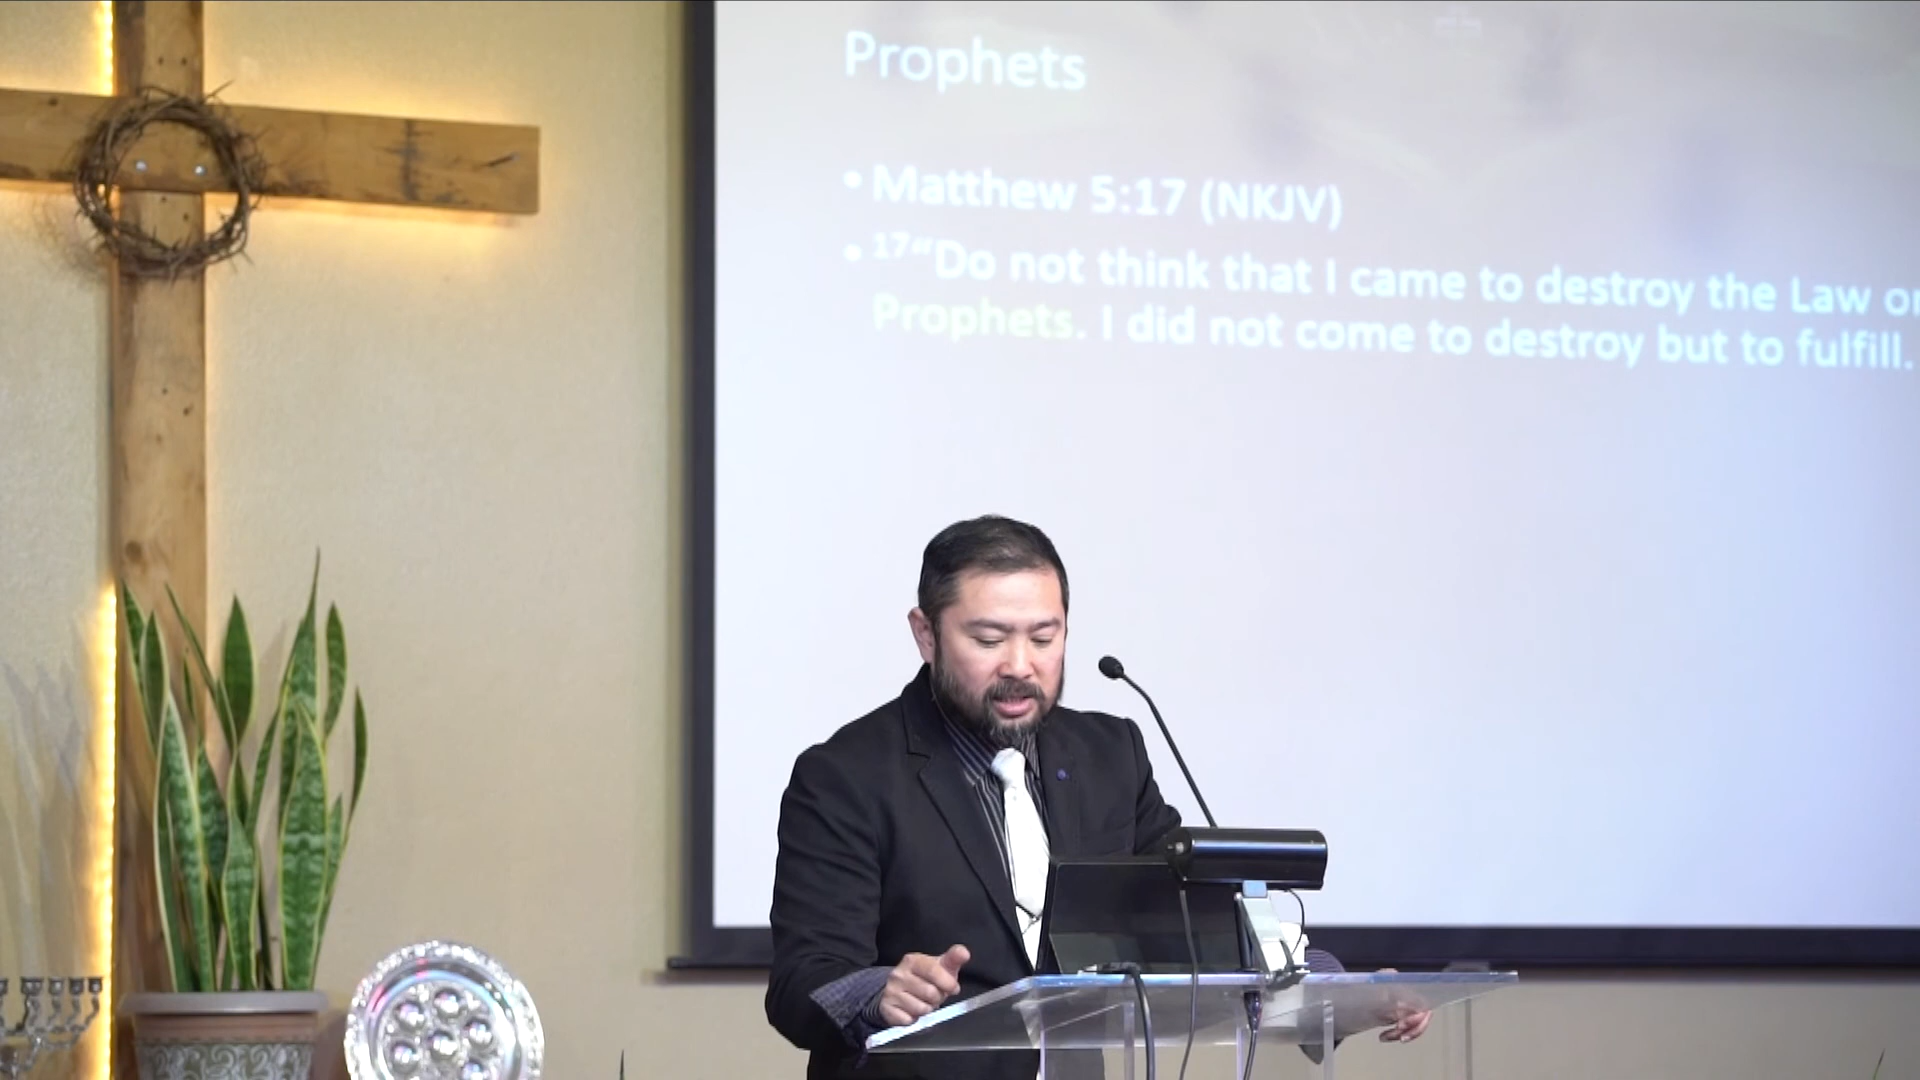 Prophets
• Matthew 5:17 (NKJV)
• 17“Do not think that I came to destroy the Law or
Prophets. I did not come to destroy but to fulfill.